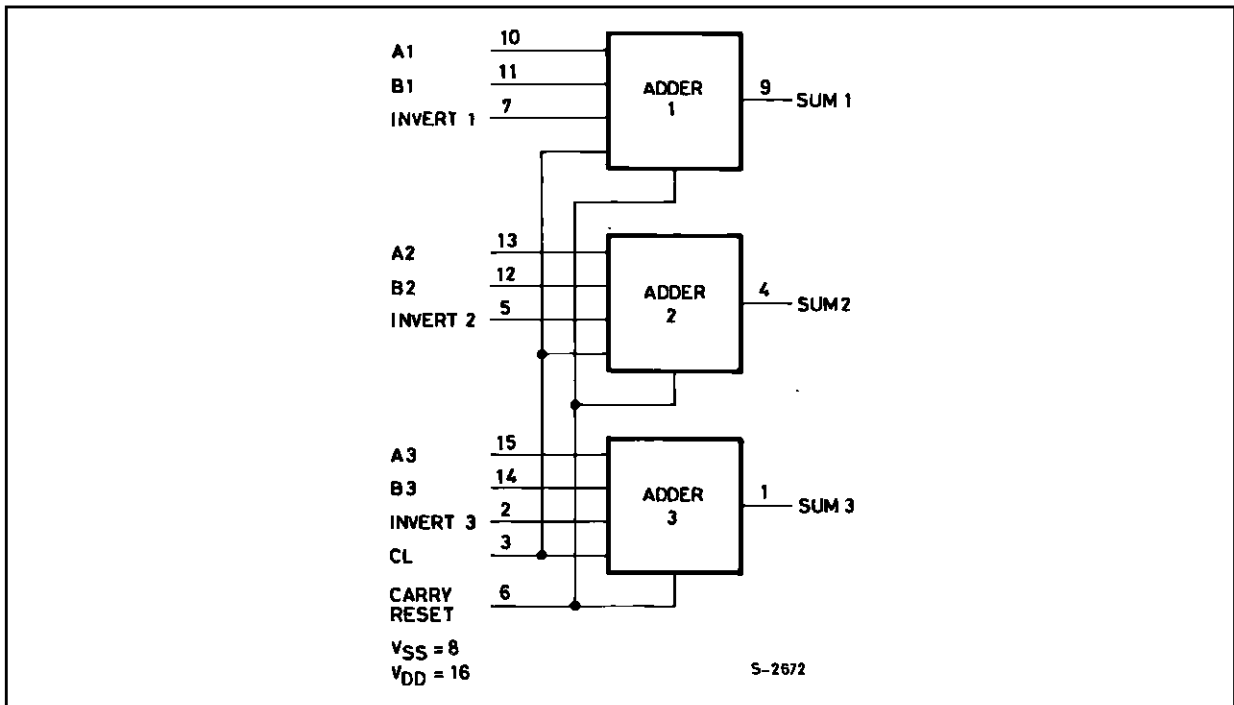 A1 10
B1 11
INVERT 1 7
ADDER 1
9 SUM 1
A2 13
B2 12
INVERT 2 5
ADDER 2
4 SUM2
A3 15
B3 14
INVERT 3 2
CL 3
ADDER 3
1 SUM 3
CARRY RESET 6
VSS = 8
VDD = 16
S-2672